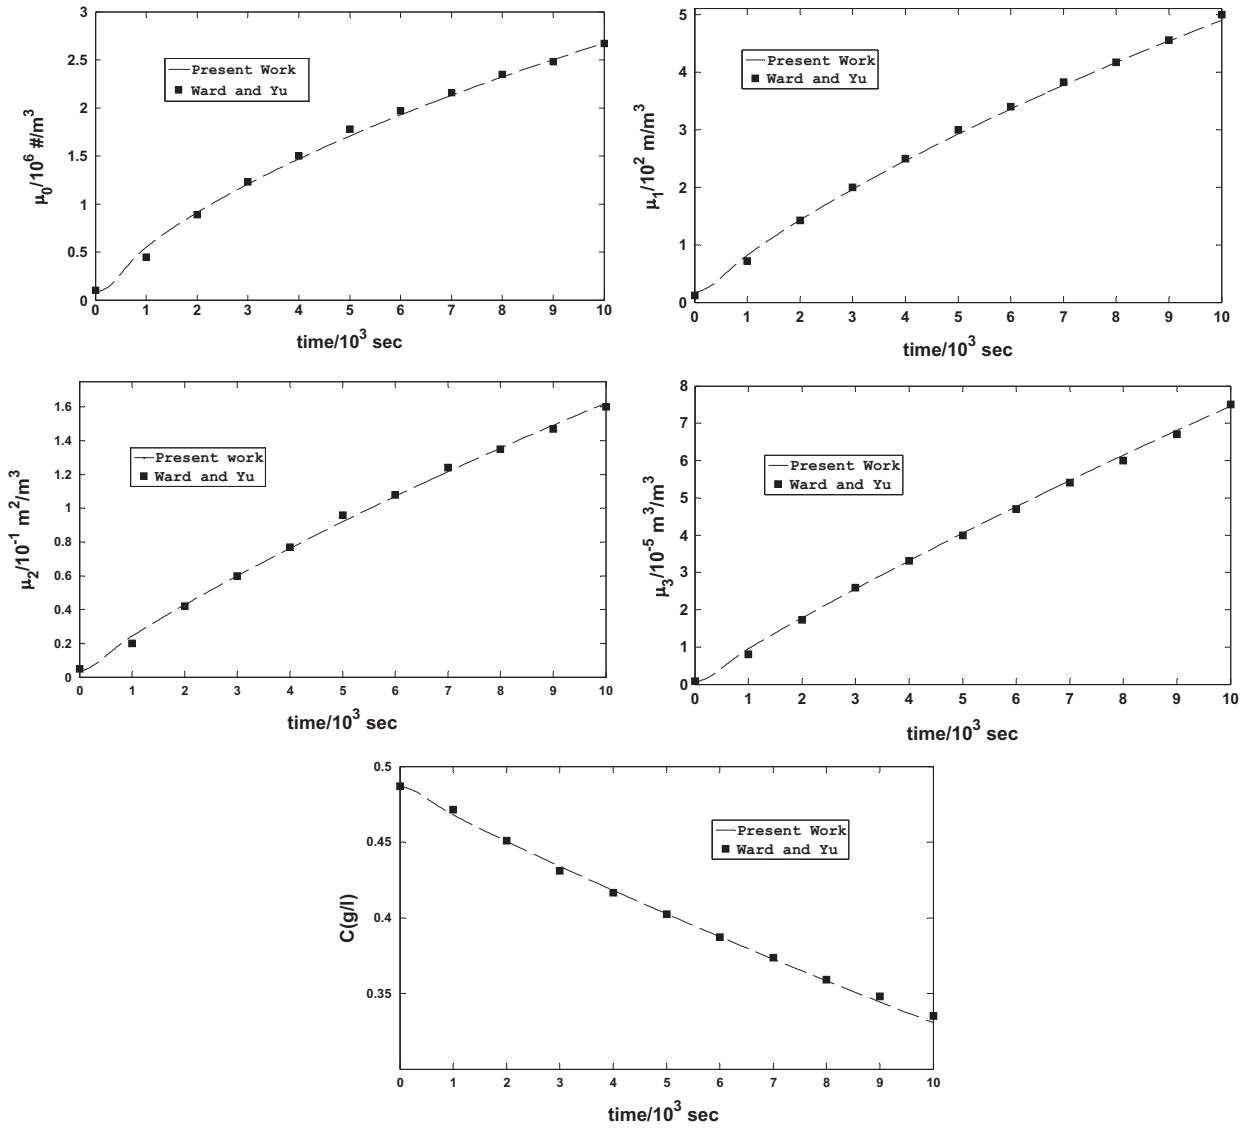 3
2.5
2
1.5
1
0.5
0
μ0/10^6 #/m^3
Present Work
Ward and Yu
0 1 2 3 4 5 6 7 8 9 10
time/10^3 sec
5
4
3
2
1
0
μ1/10^2 m/m^3
Present Work
Ward and Yu
0 1 2 3 4 5 6 7 8 9 10
time/10^3 sec
1.6
1.4
1.2
1
0.8
0.6
0.4
0.2
0
μ2/10^-1 m^2/m^3
Present work
Ward and Yu
0 1 2 3 4 5 6 7 8 9 10
time/10^3 sec
8
7
6
5
4
3
2
1
0
μ3/10^-5 m^3/m^3
Present Work
Ward and Yu
0 1 2 3 4 5 6 7 8 9 10
time/10^3 sec
0.5
0.45
0.4
0.35
C(g/l)
Present Work
Ward and Yu
0 1 2 3 4 5 6 7 8 9 10
time/10^3 sec